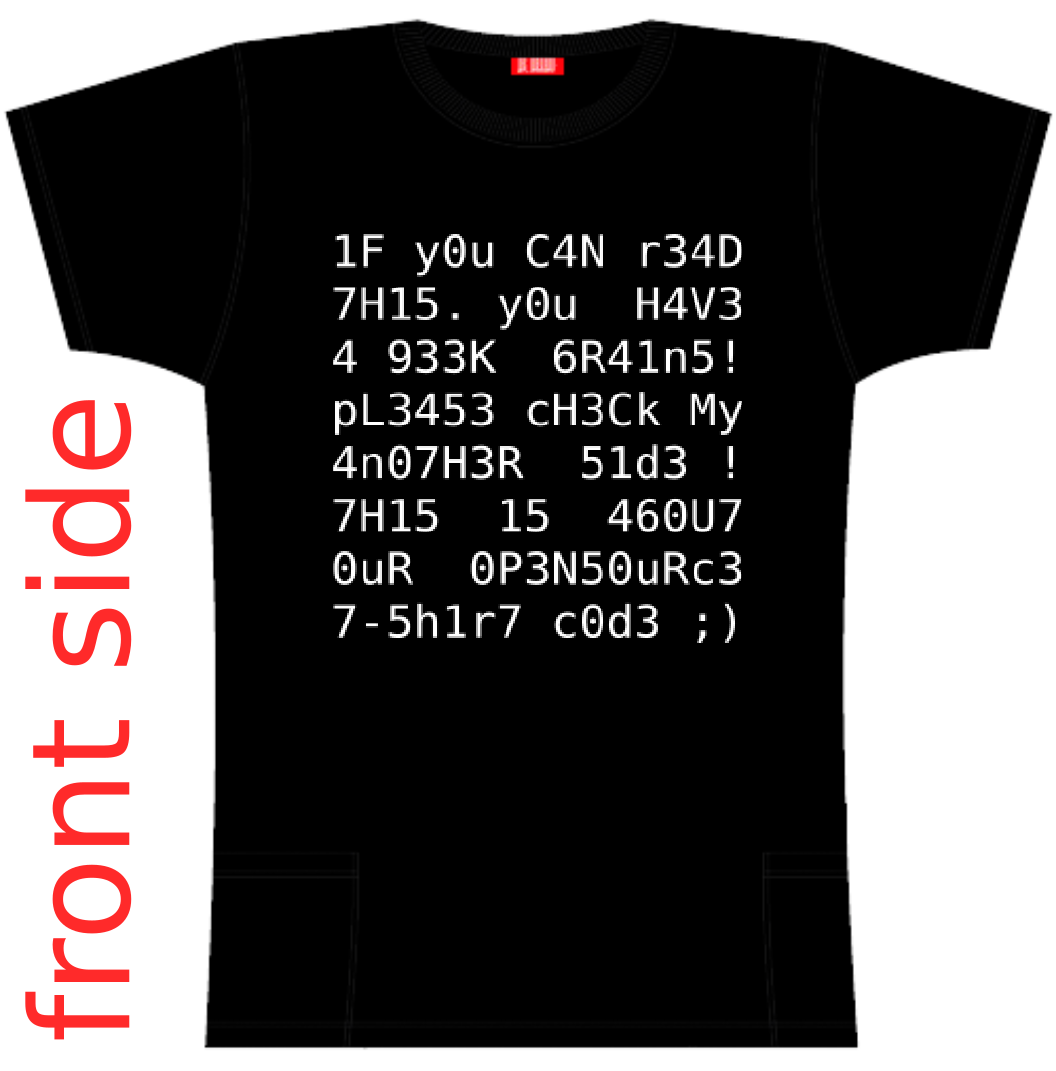 1F y0u C4N r34D
7H15. y0u H4V3
4 933K 6R41n5!
pL3453 cH3Ck My
4n07H3R 51d3 !
7H15 15 460U7
0uR 0P3N50uRc3
7-5h1r7 c0d3 ;)
front side